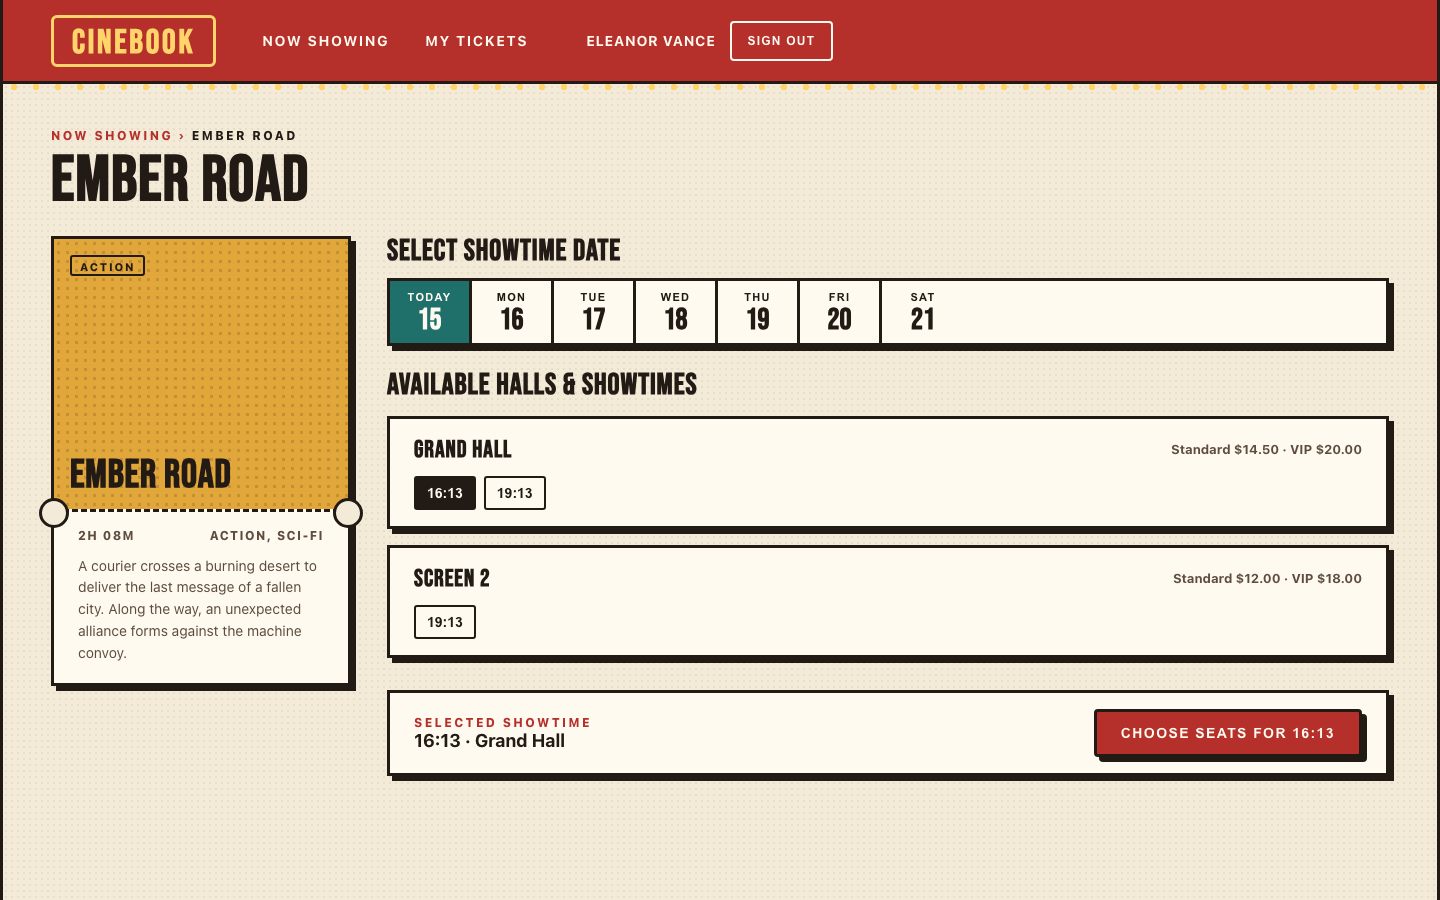 CINEBOOK
NOW SHOWING
MY TICKETS
ELEANOR VANCE
SIGN OUT
NOW SHOWING › EMBER ROAD
EMBER ROAD
ACTION
EMBER ROAD
2H 08M
ACTION, SCI-FI
A courier crosses a burning desert to
deliver the last message of a fallen
city. Along the way, an unexpected
alliance forms against the machine
convoy.
SELECT SHOWTIME DATE
TODAY
15
MON
16
TUE
17
WED
18
THU
19
FRI
20
SAT
21
AVAILABLE HALLS & SHOWTIMES
GRAND HALL
Standard $14.50 · VIP $20.00
16:13
19:13
SCREEN 2
Standard $12.00 · VIP $18.00
19:13
SELECTED SHOWTIME
16:13 · Grand Hall
CHOOSE SEATS FOR 16:13